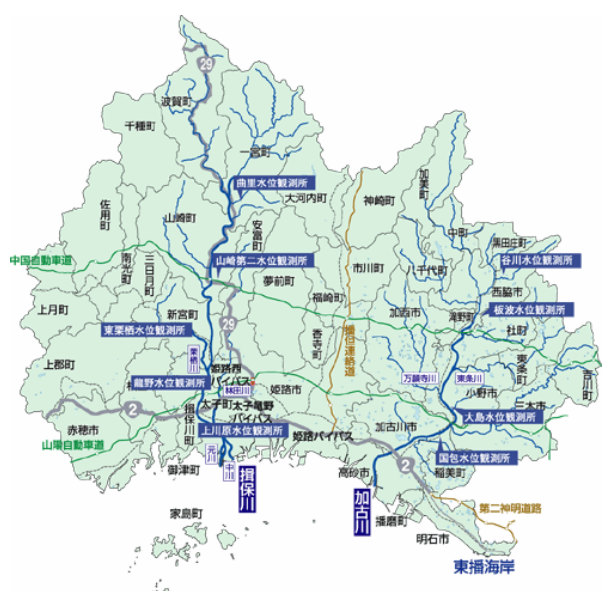 29
波賀町
千種町
一宮町
加美町
曲里水位観測所
大河内町
神崎町
佐用町
山崎町
安富町
中町
黒田庄町
中国自動車道
南光町
三日月町
山崎第二水位観測所
谷川水位観測所
夢前町
市川町
八千代町
西脇市
上月町
新宮町
福崎町
加西市
滝野町
板波水位観測所
東栗栖水位観測所
29
香寺町
播但連絡道
社町
上郡町
栗栖川
姫路西
バイパス
東条町
吉川町
龍野水位観測所
林田川
姫路市
万願寺川
東条川
小野市
三木市
2
太子町
太子竜野
バイパス
赤穂市
揖保川町
上川原水位観測所
姫路バイパス
加古川市
大島水位観測所
山陽自動車道
元川
中川
国包水位観測所
御津町
揖保川
高砂市
2
稲美町
加古川
家島町
播磨町
第二神明道路
明石市
東播海岸